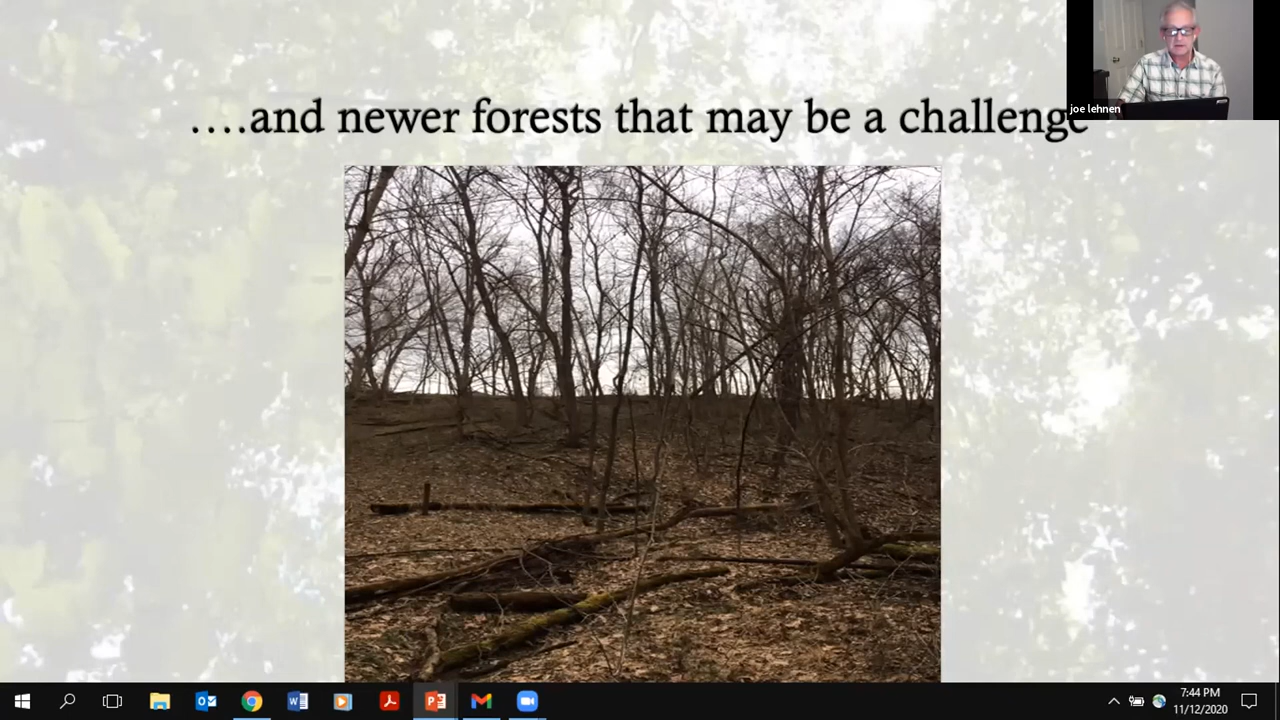 ....and newer forests that may be a challenge
joe lehnen
7:44 PM
11/12/2020